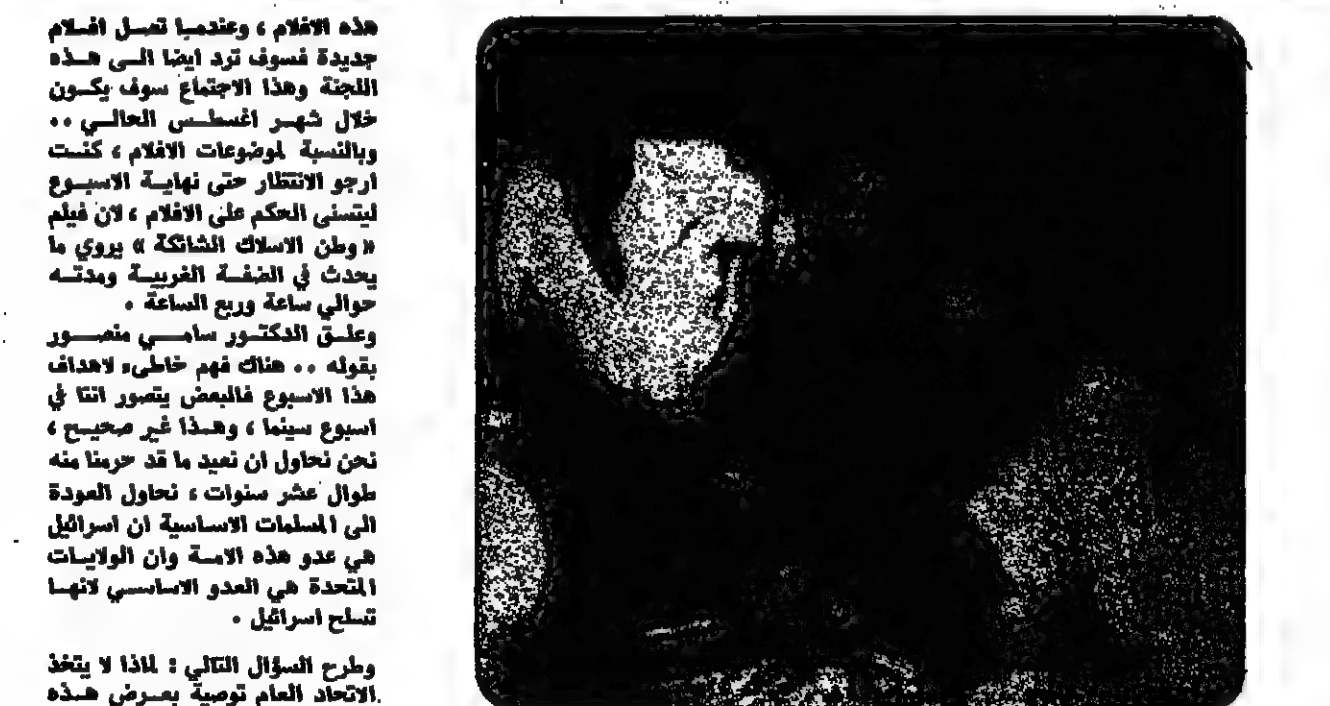 هذه الافلام ، وعندما تصل افلام
جديدة فسوف ترد ايضا الى هذه
اللجنة وهذا الاجتماع سوف يكون
خلال شهر اغسطس الحالي ..
وبالنسبة لموضوعات الافلام ، كنت
ارجو الانتظار حتى نهاية الاسبوع
ليتسنى الحكم على الافلام ، لان فيلم
« وطن الاسلاك الشائكة » يروي ما
يحدث في الضفة الغربية ومدته
حوالي ساعة وربع الساعة .
وعلق الدكتور سامي منصور
بقوله .. هناك فهم خاطىء لاهداف
هذا الاسبوع فالبعض يتصور اننا في
اسبوع سينما ، وهذا غير صحيح ،
نحن نحاول ان نعيد ما قد حرمنا منه
طوال عشر سنوات ، نحاول العودة
الى المسلمات الاساسية ان اسرائيل
هي عدو هذه الامة وان الولايات
المتحدة هي العدو الاساسي لانها
تسلح اسرائيل .
وطرح السؤال التالي : لماذا لا يتخذ
الاتحاد العام توصية بعرض هذه